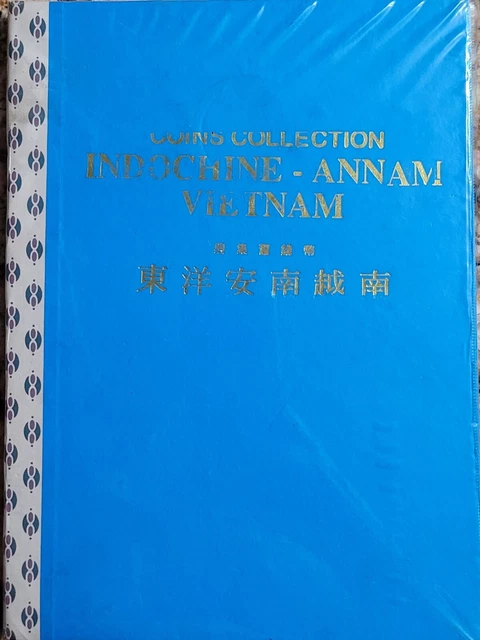 COINS COLLECTION
INDOCHINE - ANNAM
VIETNAM
東洋安南越南